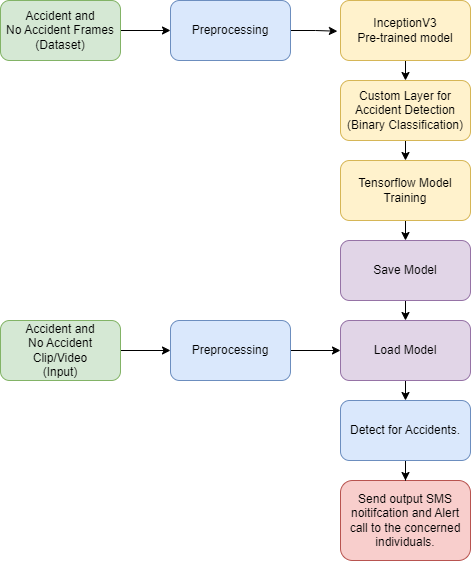 Accident and
No Accident Frames
(Dataset)
Preprocessing
InceptionV3
Pre-trained model
Custom Layer for
Accident Detection
(Binary Classification)
Tensorflow Model
Training
Save Model
Accident and
No Accident
Clip/Video
(Input)
Preprocessing
Load Model
Detect for Accidents.
Send output SMS
noitifcation and Alert
call to the concerned
individuals.